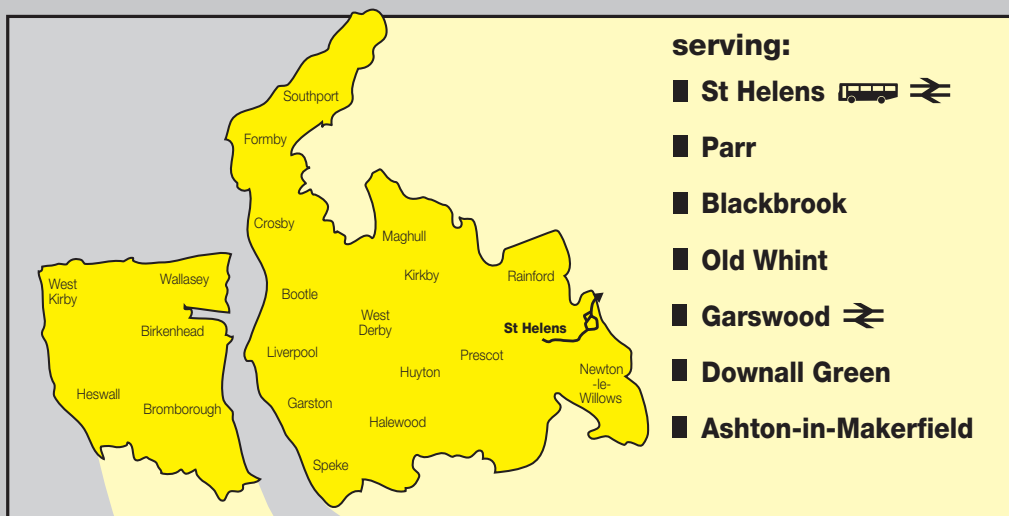 Southport
Formby
Crosby
Maghull
Kirkby
Rainford
West
Kirby
Wallasey
Bootle
West
Derby
Birkenhead
St Helens
Liverpool
Prescot
Huyton
Newton
-le-
Willows
Heswall
Bromborough
Garston
Halewood
Speke
serving:
St Helens
Parr
Blackbrook
Old Whint
Garswood
Downall Green
Ashton-in-Makerfield